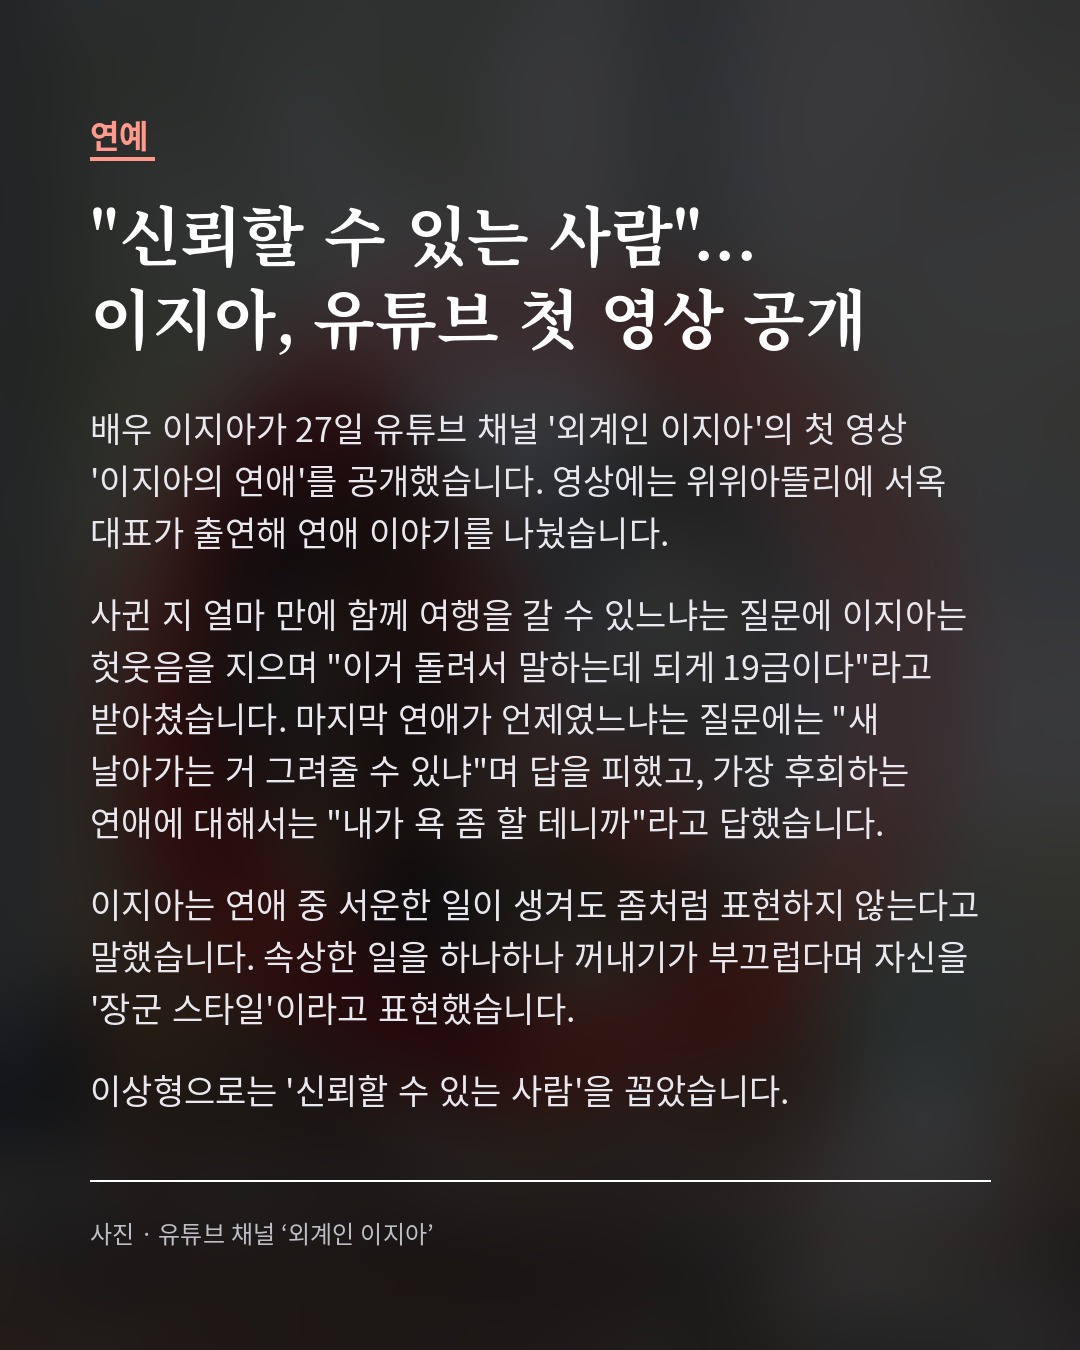 연예
"신뢰할 수 있는 사람"...
이지아, 유튜브 첫 영상 공개
배우 이지아가 27일 유튜브 채널 '외계인 이지아'의 첫 영상
'이지아의 연애'를 공개했습니다. 영상에는 위위아뜰리에 서옥
대표가 출연해 연애 이야기를 나눴습니다.
사귄 지 얼마 만에 함께 여행을 갈 수 있느냐는 질문에 이지아는
헛웃음을 지으며 "이거 돌려서 말하는데 되게 19금이다"라고
받아쳤습니다. 마지막 연애가 언제였느냐는 질문에는 "새
날아가는 거 그려줄 수 있냐"며 답을 피했고, 가장 후회하는
연애에 대해서는 "내가 욕 좀 할 테니까"라고 답했습니다.
이지아는 연애 중 서운한 일이 생겨도 좀처럼 표현하지 않는다고
말했습니다. 속상한 일을 하나하나 꺼내기가 부끄럽다며 자신을
'장군 스타일'이라고 표현했습니다.
이상형으로는 '신뢰할 수 있는 사람'을 꼽았습니다.
사진 · 유튜브 채널 ‘외계인 이지아’